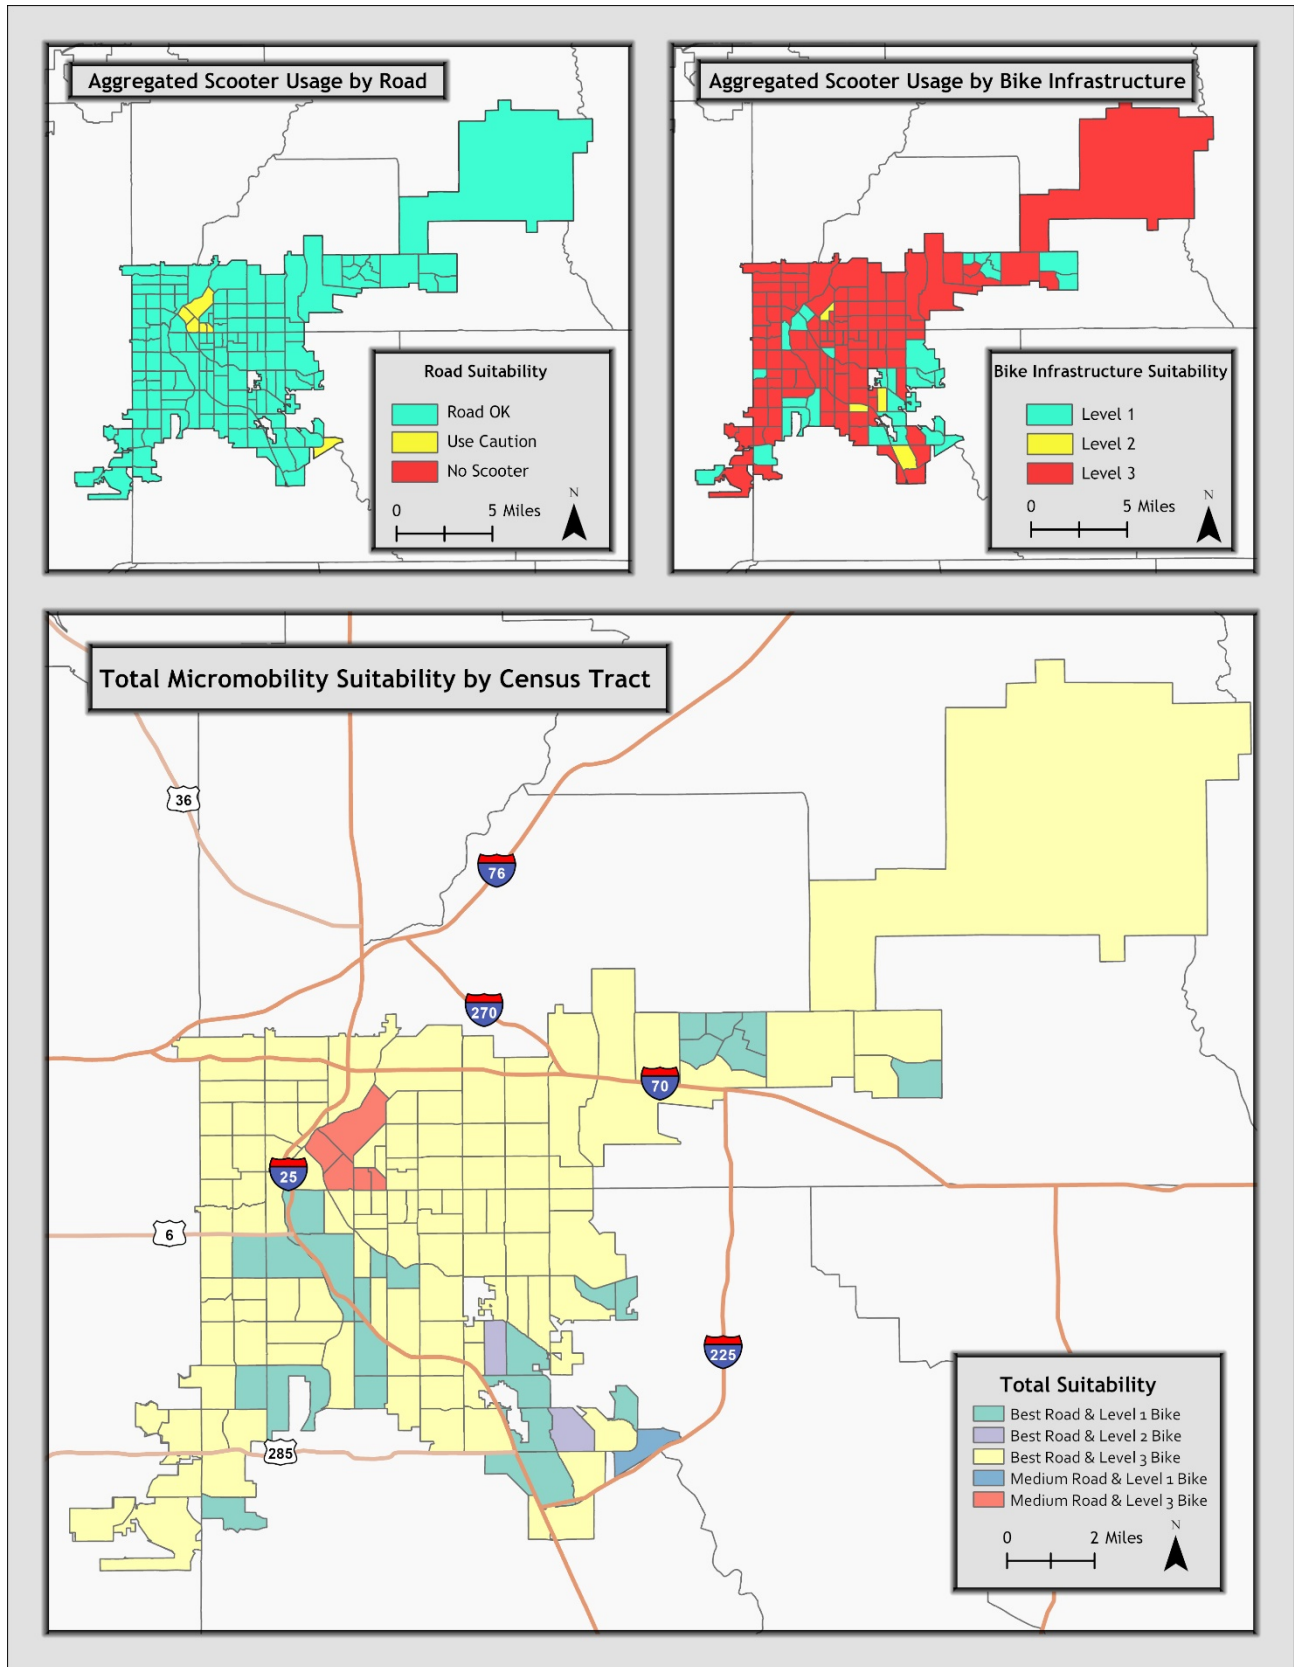 Aggregated Scooter Usage by Road
Road Suitability
Road OK
Use Caution
No Scooter
0 5 Miles
N
Aggregated Scooter Usage by Bike Infrastructure
Bike Infrastructure Suitability
Level 1
Level 2
Level 3
0 5 Miles
N
Total Micromobility Suitability by Census Tract
36
76
270
70
25
6
225
285
Total Suitability
Best Road & Level 1 Bike
Best Road & Level 2 Bike
Best Road & Level 3 Bike
Medium Road & Level 1 Bike
Medium Road & Level 3 Bike
0 2 Miles
N